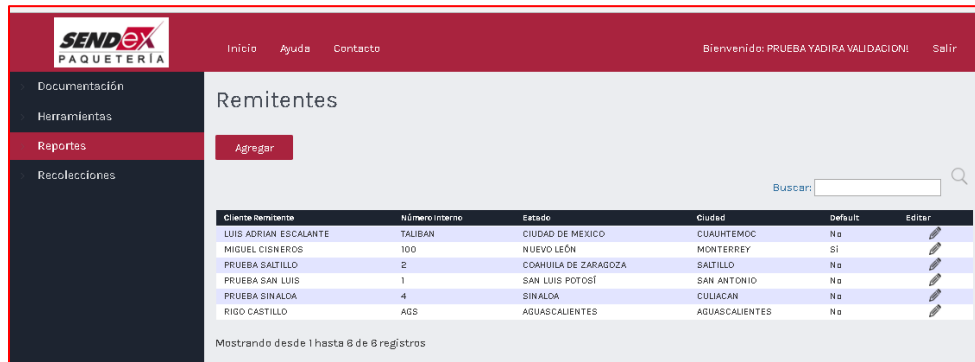 SENDEX
PAQUETERÍA
Inicio Ayuda Contacto
Bienvenido: PRUEBA YADIRA VALIDACION! Salir
Documentación
Herramientas
Reportes
Recolecciones
Remitentes
Agregar
Buscar:
Cliente Remitente Número Interno Estado Ciudad Default Editar
LUIS ADRIAN ESCALANTE TALIBAN CIUDAD DE MEXICO CUAUHTEMOC No
MIGUEL CISNEROS 100 NUEVO LEÓN MONTERREY Sí
PRUEBA SALTILLO 2 COAHUILA DE ZARAGOZA SALTILLO No
PRUEBA SAN LUIS 1 SAN LUIS POTOSÍ SAN ANTONIO No
PRUEBA SINALOA 4 SINALOA CULIACAN No
RIGO CASTILLO AGS AGUASCALIENTES AGUASCALIENTES No
Mostrando desde 1 hasta 6 de 6 registros